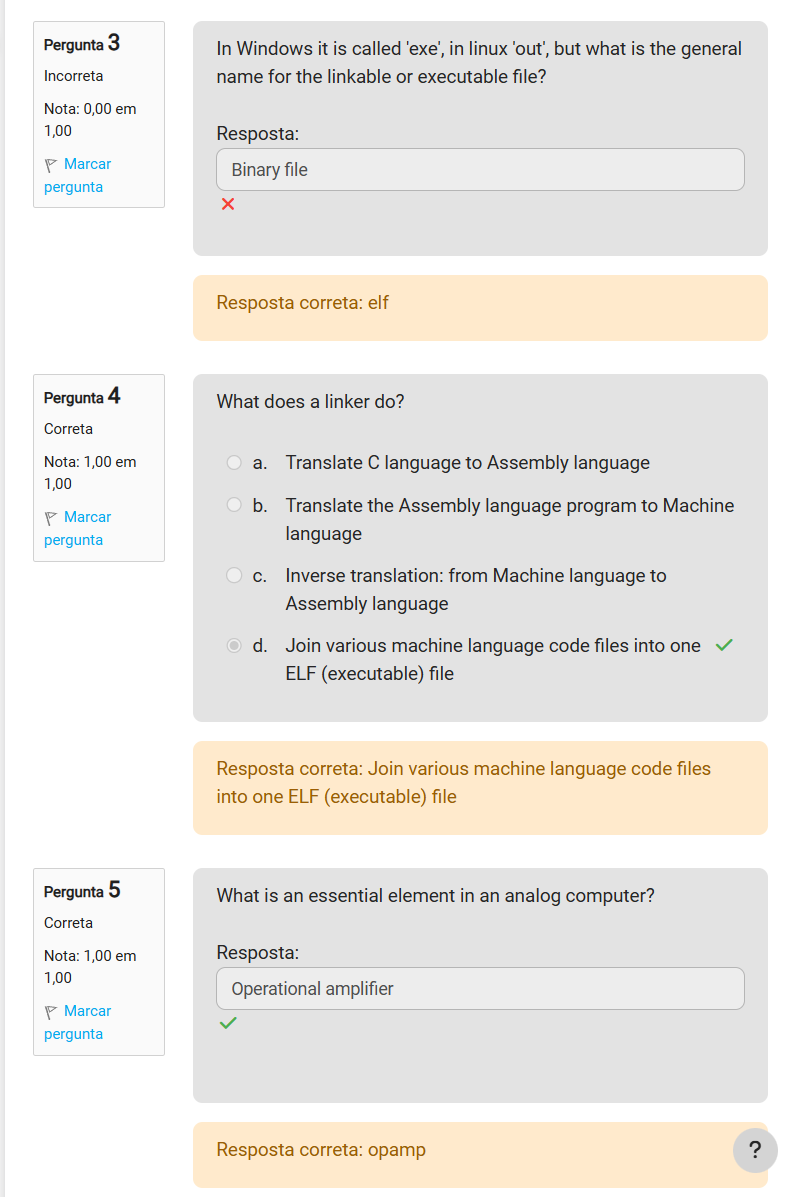 Pergunta 3
Incorreta
Nota: 0,00 em
1,00
Marcar
pergunta
In Windows it is called 'exe', in linux 'out', but what is the general
name for the linkable or executable file?
Resposta:
Binary file
Resposta correta: elf
Pergunta 4
Correta
Nota: 1,00 em
1,00
Marcar
pergunta
What does a linker do?
a. Translate C language to Assembly language
b. Translate the Assembly language program to Machine
language
c. Inverse translation: from Machine language to
Assembly language
d. Join various machine language code files into one
ELF (executable) file
Resposta correta: Join various machine language code files
into one ELF (executable) file
Pergunta 5
Correta
Nota: 1,00 em
1,00
Marcar
pergunta
What is an essential element in an analog computer?
Resposta:
Operational amplifier
Resposta correta: opamp
?